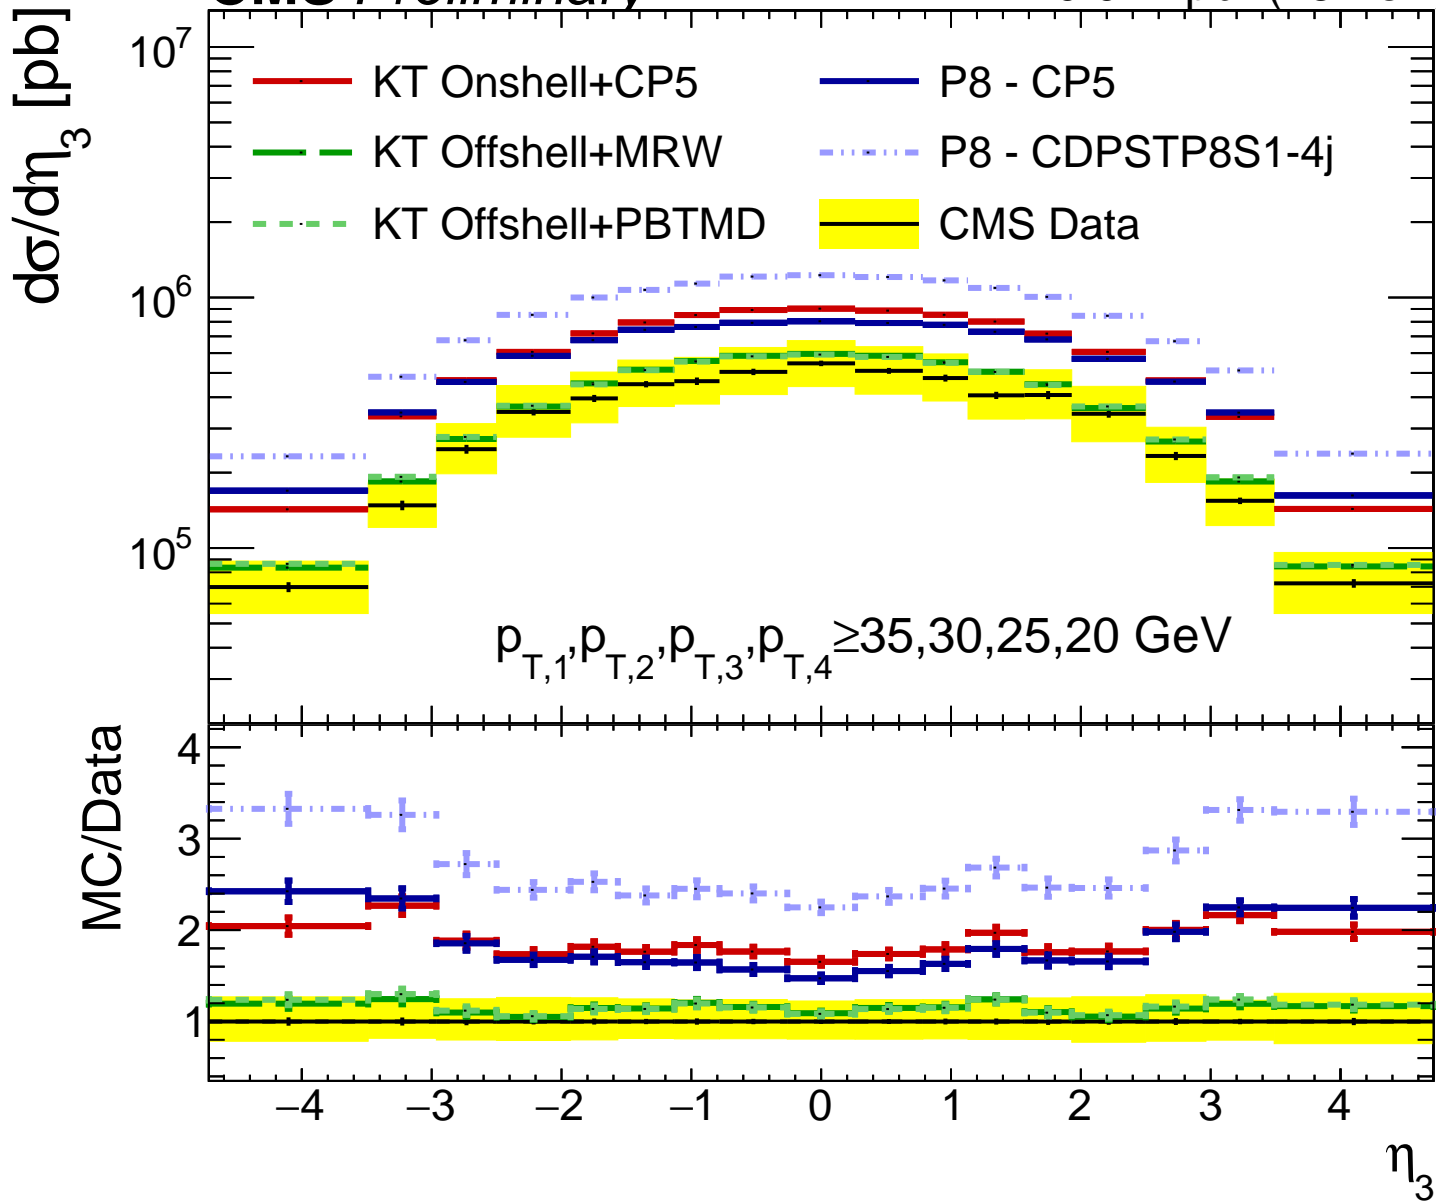 CMS Preliminary
dσ/dη3 [pb]
10^7
10^6
10^5
KT Onshell+CP5
P8 - CP5
KT Offshell+MRW
P8 - CDPSTP8S1-4j
KT Offshell+PBTMD
CMS Data
pT,1,pT,2,pT,3,pT,4≥35,30,25,20 GeV
MC/Data
4
3
2
1
−4 −3 −2 −1 0 1 2 3 4
η3